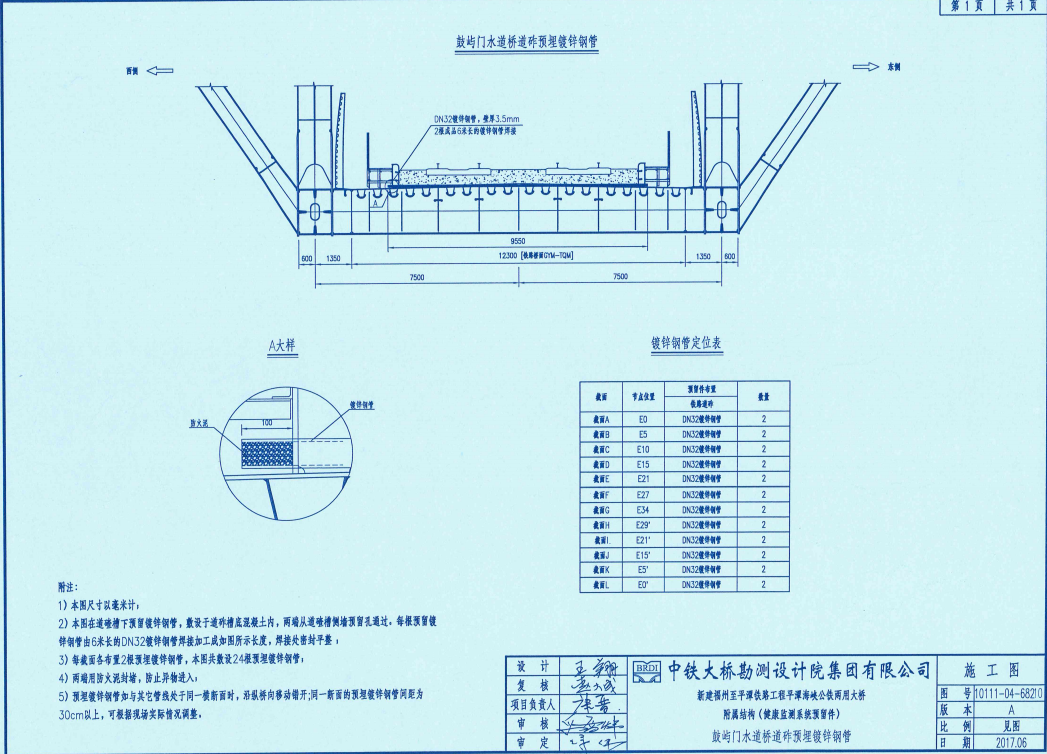 第 1 页 共 1 页
鼓屿门水道桥道砟预埋镀锌钢管
西侧
东侧
DN32镀锌钢管，壁厚3.5mm
2根成品6米长的镀锌钢管焊接
A
9550
600 1350 12300 [铁路桥面GYM-TQM] 1350 600
7500 7500
A大样
镀锌钢管
防火泥
100
镀锌钢管定位表
截面 节点位置 预留件布置 数量
铁路道砟
截面A E0 DN32镀锌钢管 2
截面B E5 DN32镀锌钢管 2
截面C E10 DN32镀锌钢管 2
截面D E15 DN32镀锌钢管 2
截面E E21 DN32镀锌钢管 2
截面F E27 DN32镀锌钢管 2
截面G E34 DN32镀锌钢管 2
截面H E29' DN32镀锌钢管 2
截面I E21' DN32镀锌钢管 2
截面J E15' DN32镀锌钢管 2
截面K E5' DN32镀锌钢管 2
截面L E0' DN32镀锌钢管 2
附注：
1）本图尺寸以毫米计；
2）本图在道碴槽下预留镀锌钢管，敷设于道砟槽底混凝土内，两端从道碴槽侧墙预留孔通过。每根预留镀
锌钢管由6米长的DN32镀锌钢管焊接加工成如图所示长度，焊接处密封平整；
3）每截面各布置2根预埋镀锌钢管，本图共敷设24根预埋镀锌钢管；
4）两端用防火泥封堵，防止异物进入；
5）预埋镀锌钢管如与其它管线处于同一横断面时，沿纵桥向移动错开；同一断面的预埋镀锌钢管间距为
30cm以上，可根据现场实际情况调整。
设 计
复 核
项目负责人
审 核
审 定
BRDI 中铁大桥勘测设计院集团有限公司
新建福州至平潭铁路工程平潭海峡公铁两用大桥
附属结构（健康监测系统预留件）
鼓屿门水道桥道砟预埋镀锌钢管
施 工 图
图 号 10111-04-68210
版 本 A
比 例 见图
日 期 2017.06